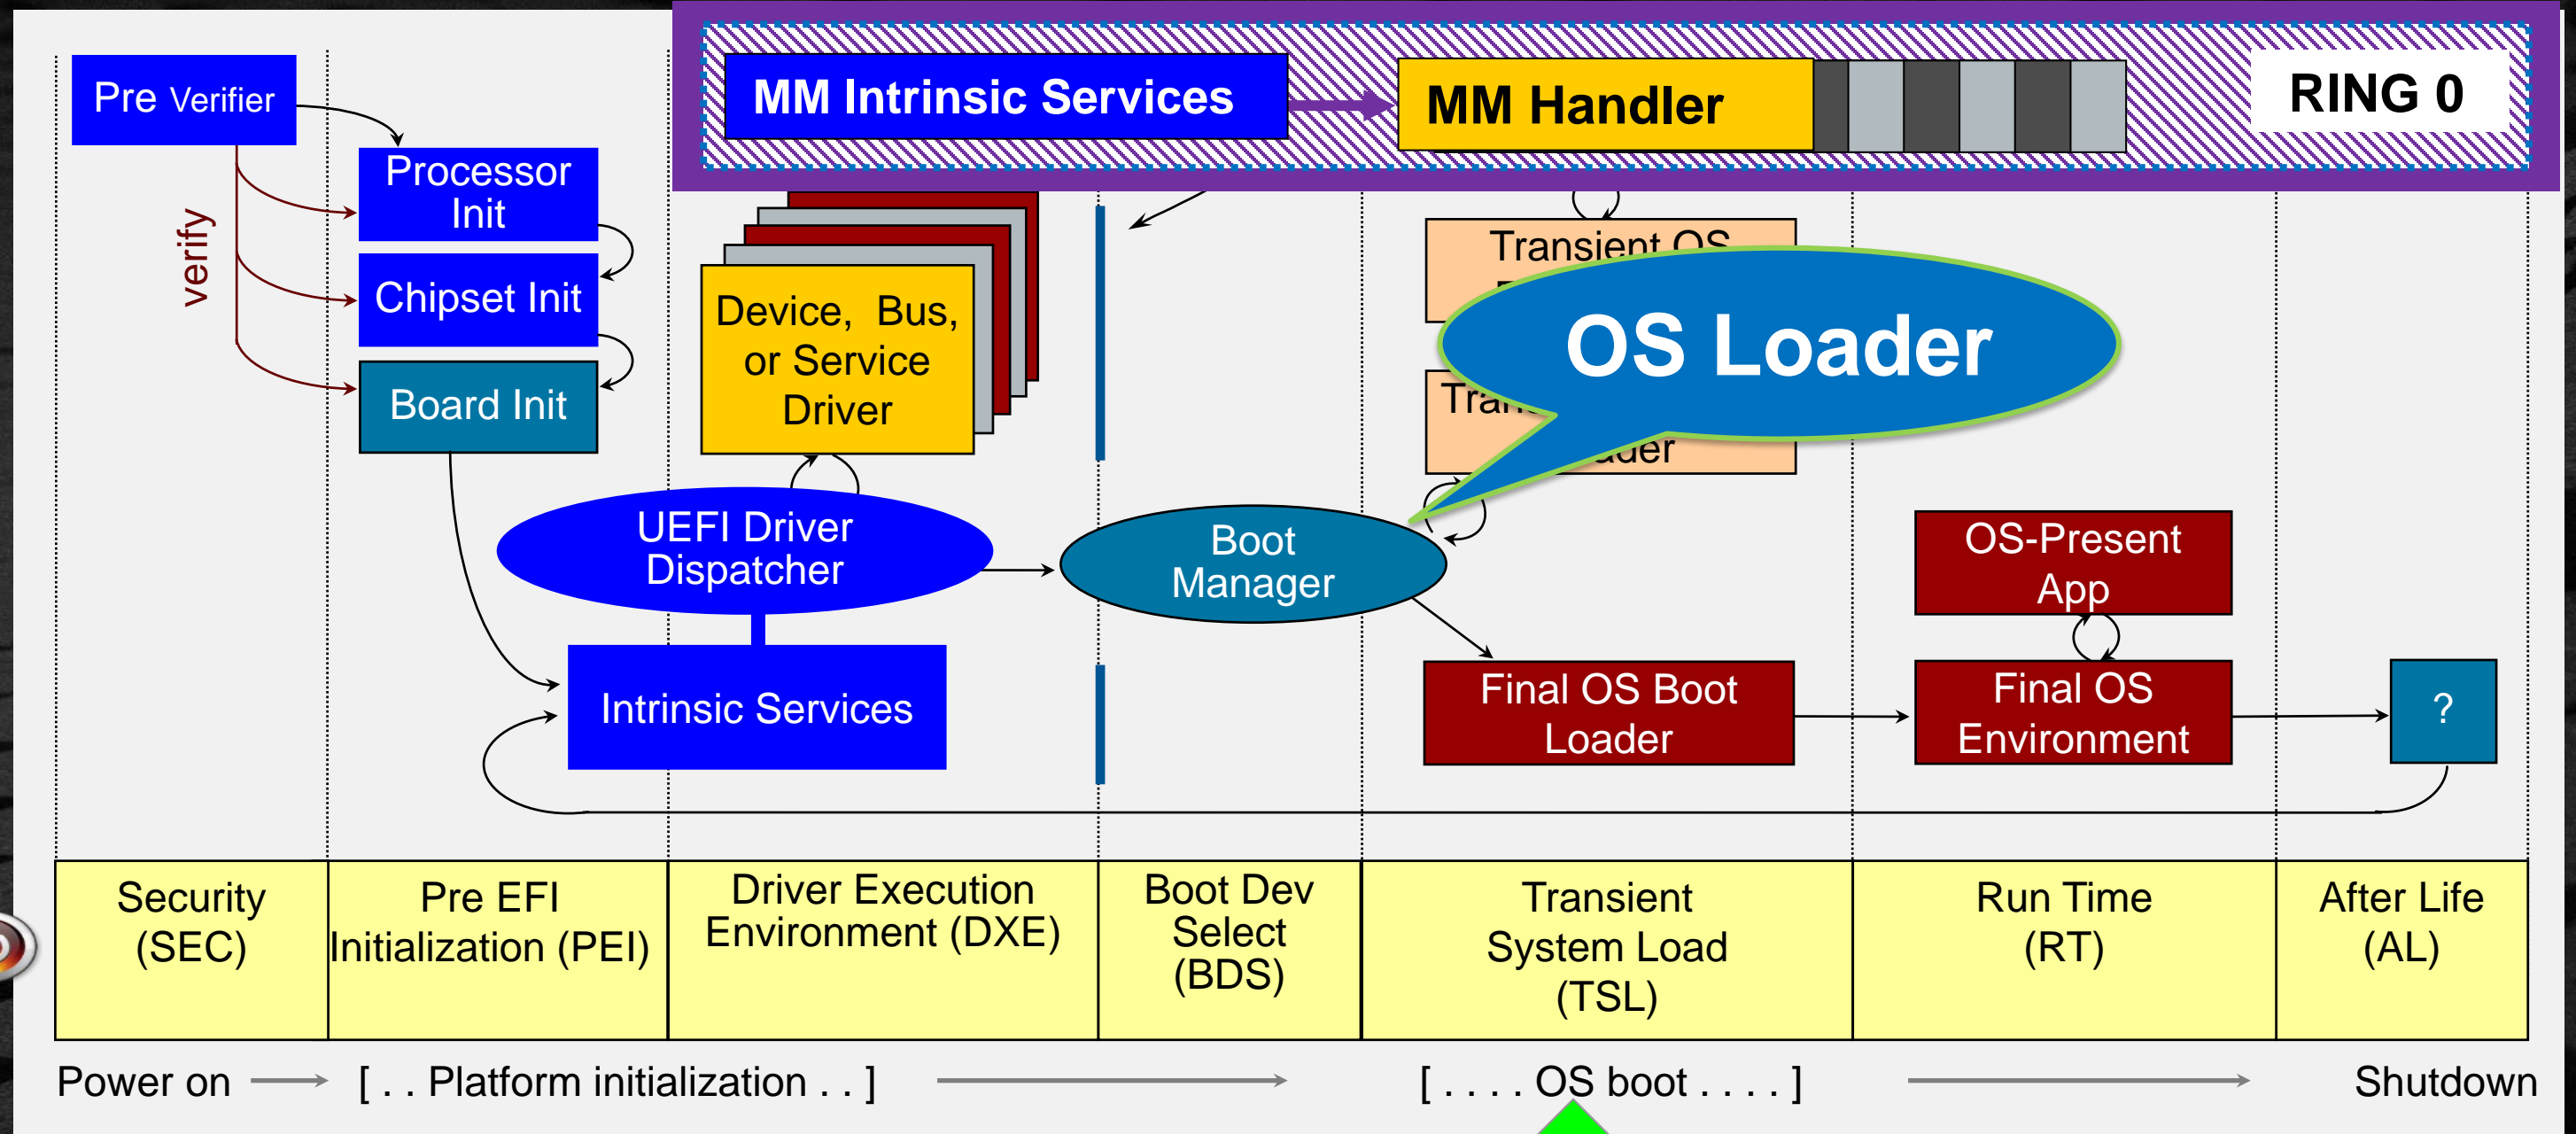 Pre Verifier
verify
Processor
Init
Chipset Init
Board Init
MM Intrinsic Services
MM Handler
RING 0
Device, Bus,
or Service
Driver
UEFI Driver
Dispatcher
Intrinsic Services
Boot
Manager
Transient OS
OS Loader
Final OS Boot
Loader
OS-Present
App
Final OS
Environment
?
Security
(SEC)
Pre EFI
Initialization (PEI)
Driver Execution
Environment (DXE)
Boot Dev
Select
(BDS)
Transient
System Load
(TSL)
Run Time
(RT)
After Life
(AL)
Power on
[ . . Platform initialization . . ]
[ . . . . OS boot . . . . ]
Shutdown